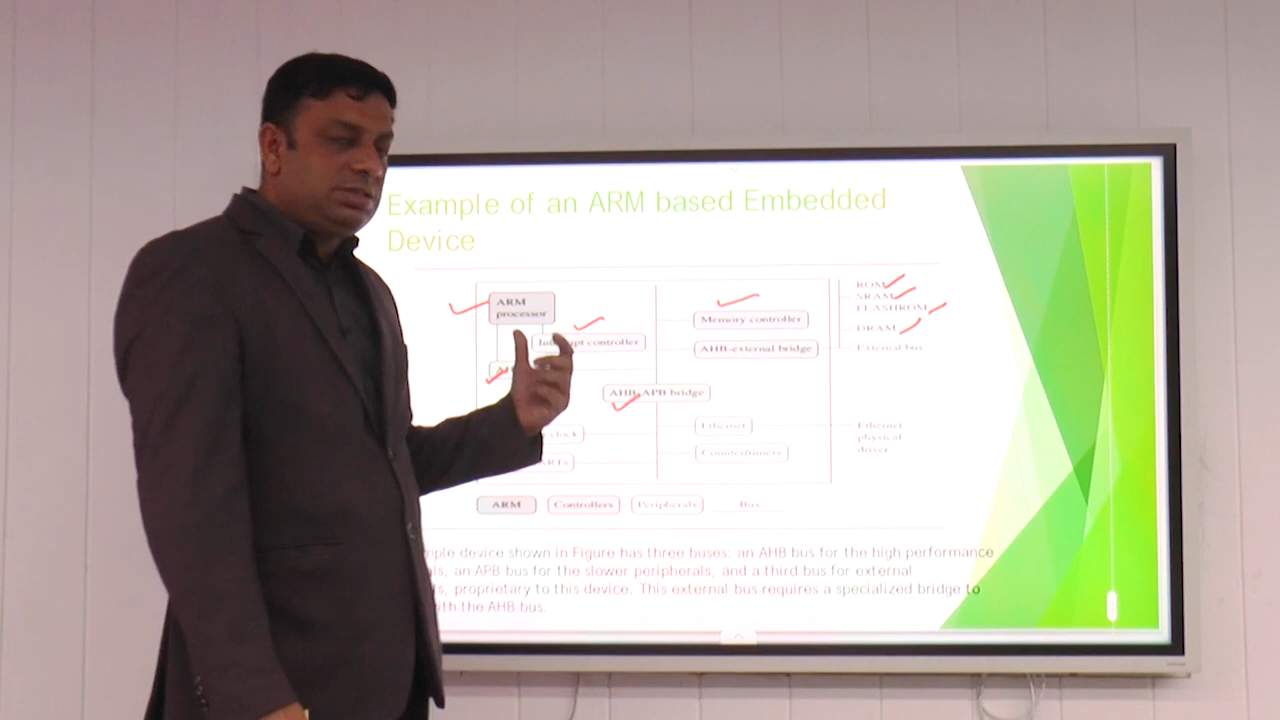 Example of an ARM based Embedded
Device
ARM
processor
Interrupt controller
Memory controller
AHB-external bridge
AHB-APB bridge
ROM
SRAM
FLASHROM
DRAM
External bus
clock
Ethernet
Counter/timers
Ethernet
physical
driver
ARM
Controllers
Peripherals
Bus
device shown in Figure has three buses: an AHB bus for the high performance
an APB bus for the slower peripherals, and a third bus for external
proprietary to this device. This external bus requires a specialized bridge to
the AHB bus.